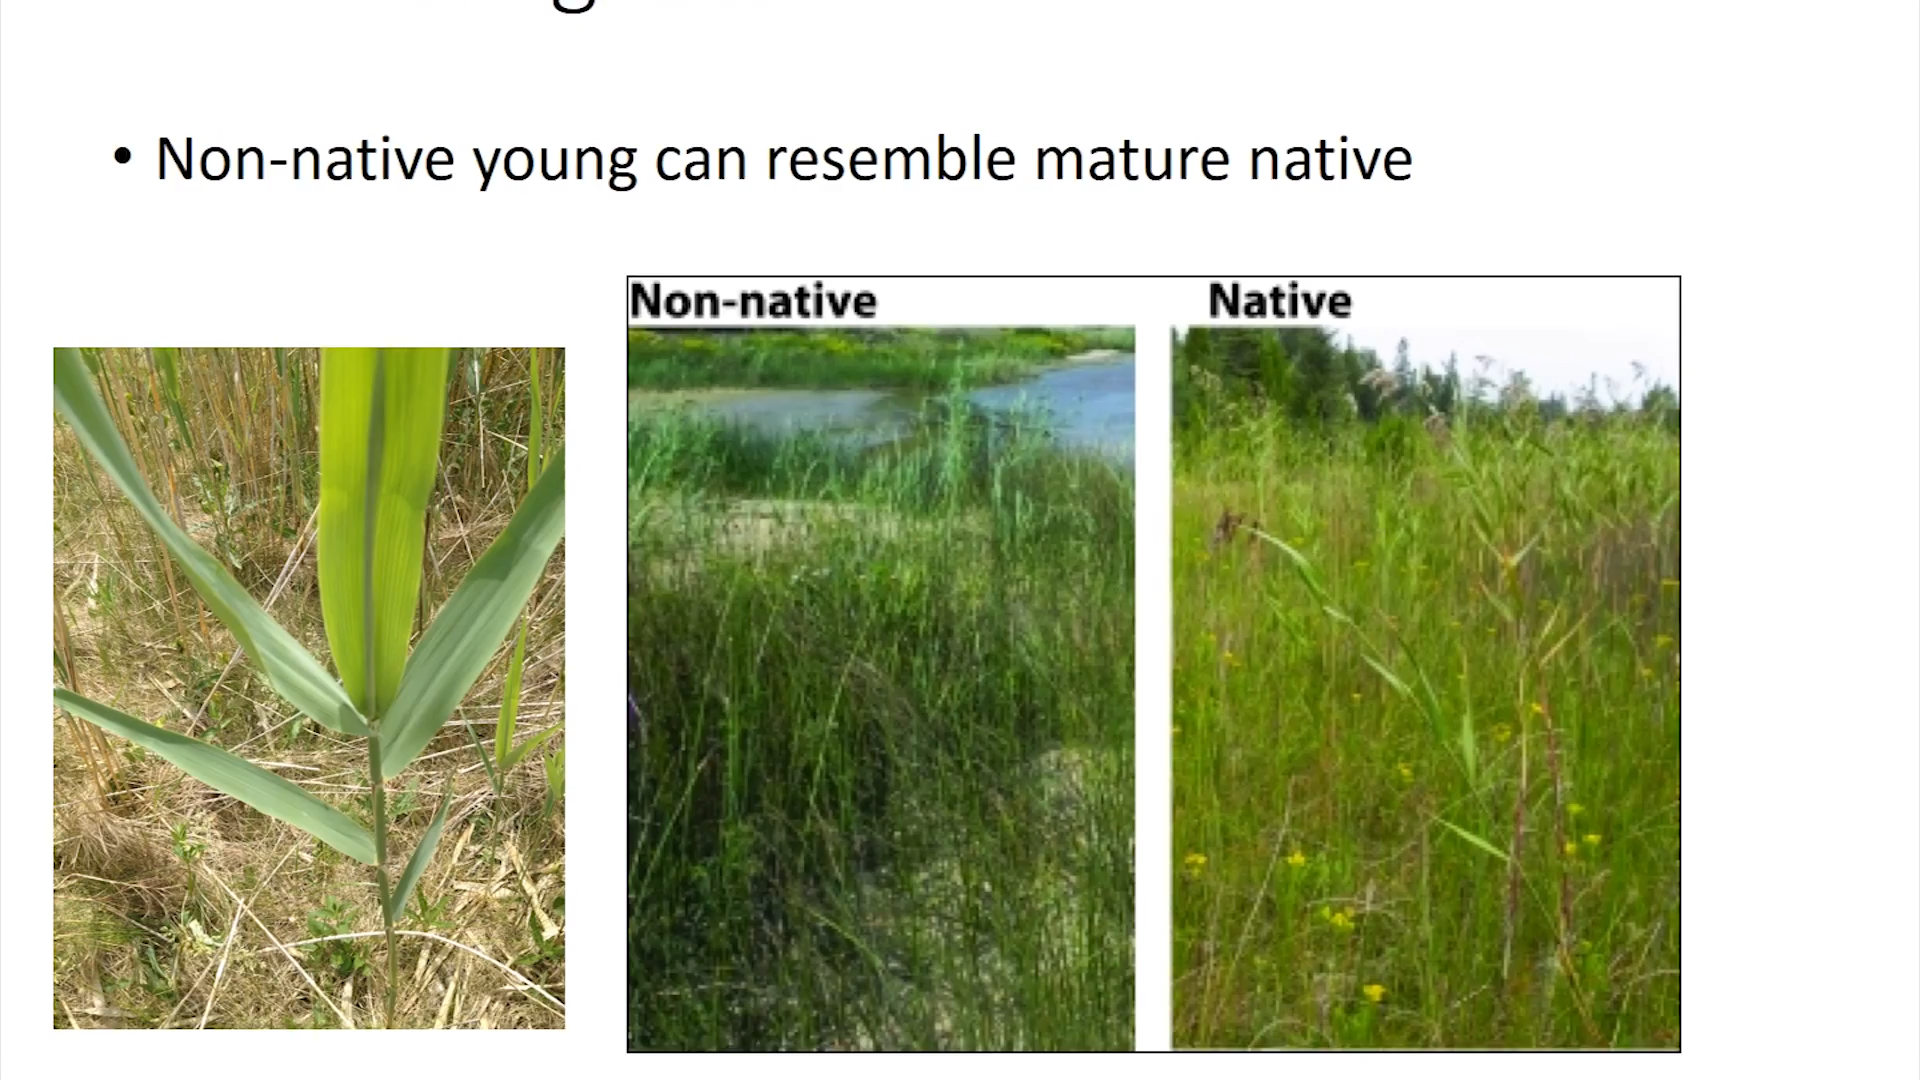 • Non-native young can resemble mature native
Non-native
Native